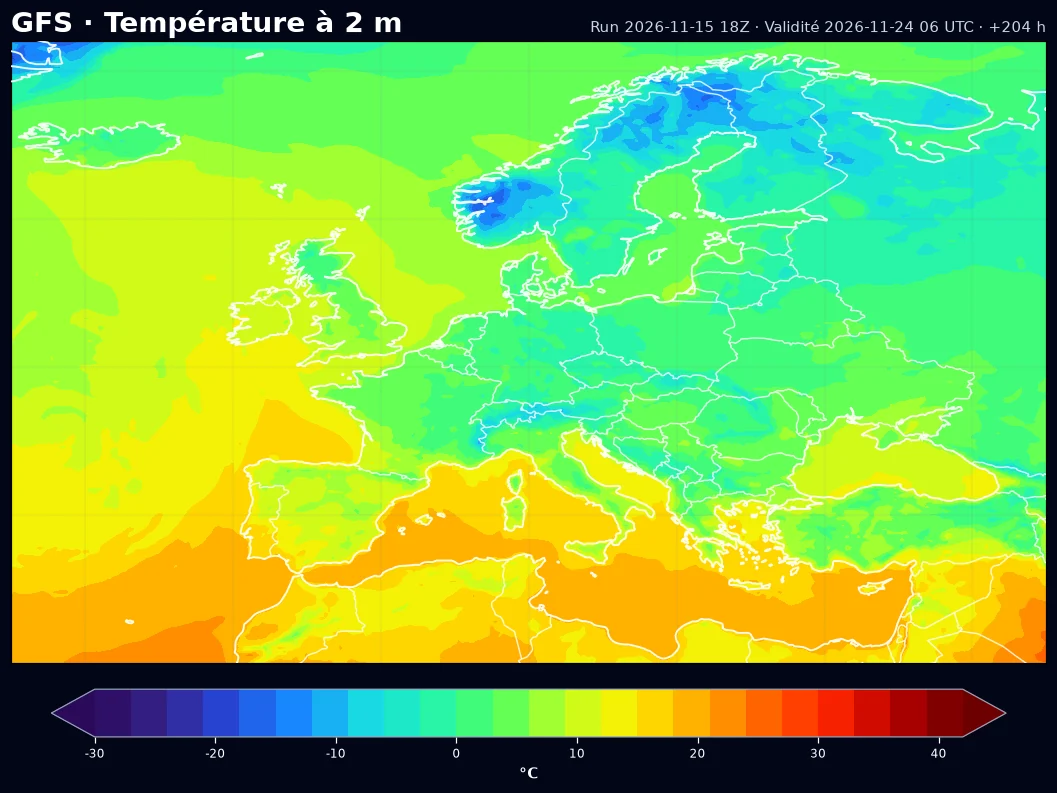 GFS · Température à 2 m
Run 2026-11-15 18Z · Validité 2026-11-24 06 UTC · +204 h
-30 -20 -10 0 10 20 30 40
°C